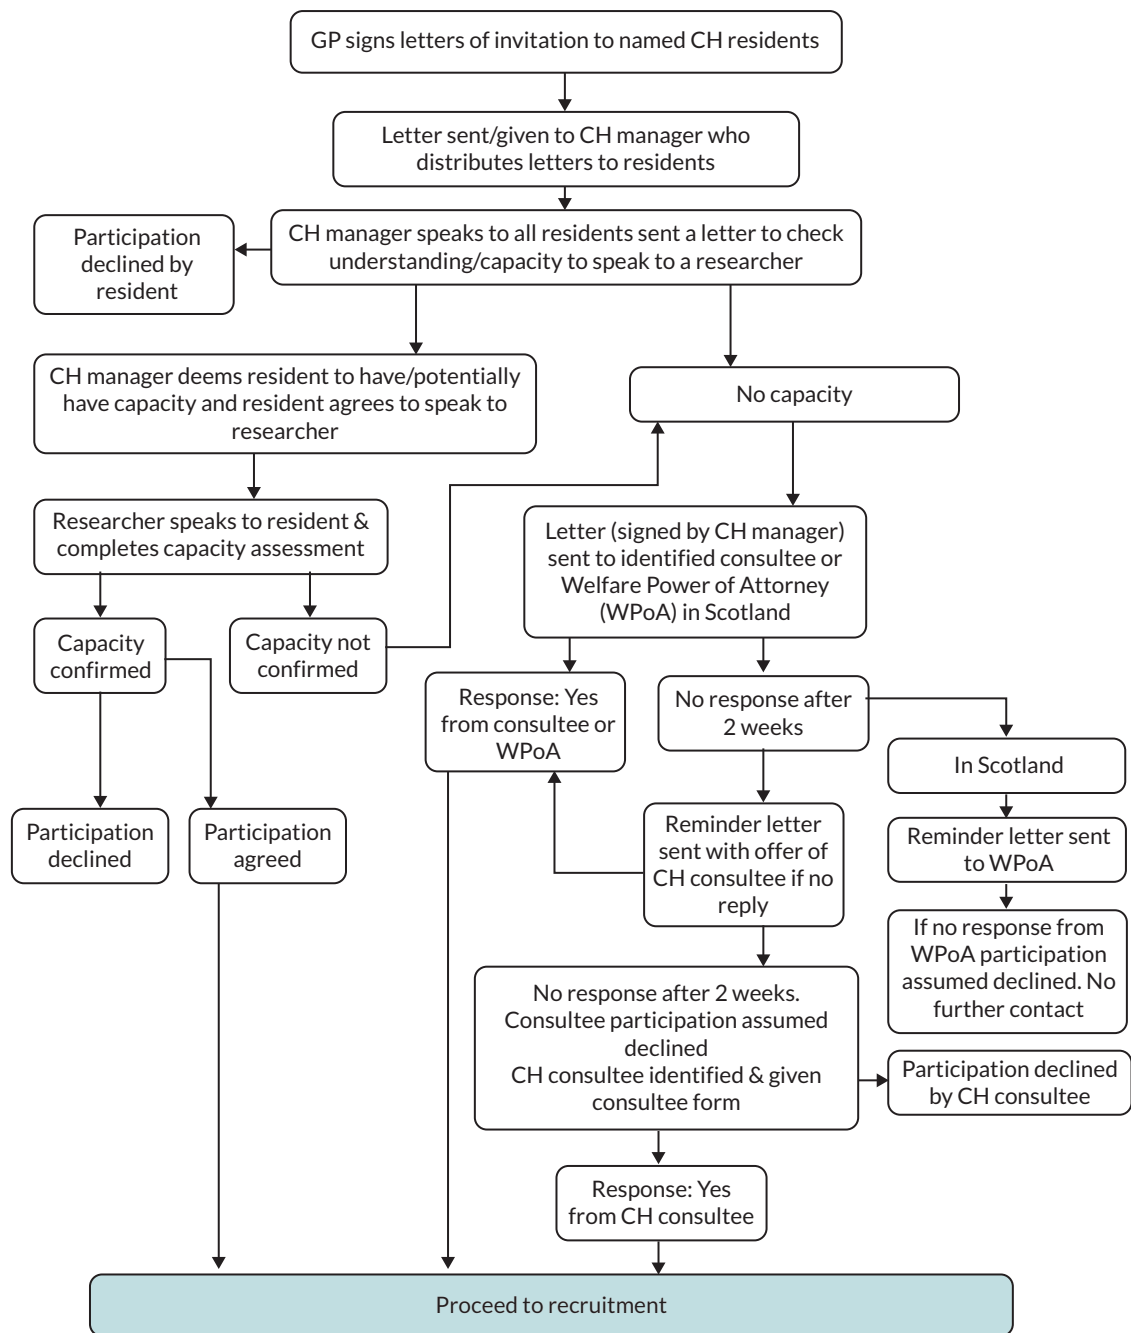 GP signs letters of invitation to named CH residents
Letter sent/given to CH manager who
distributes letters to residents
Participation
declined by
resident
CH manager speaks to all residents sent a letter to check
understanding/capacity to speak to a researcher
CH manager deems resident to have/potentially
have capacity and resident agrees to speak to
researcher
No capacity
Researcher speaks to resident &
completes capacity assessment
Letter (signed by CH manager)
sent to identified consultee or
Welfare Power of Attorney
(WPoA) in Scotland
Capacity
confirmed
Capacity not
confirmed
Response: Yes
from consultee or
WPoA
No response after
2 weeks
In Scotland
Participation
declined
Participation
agreed
Reminder letter
sent with offer of
CH consultee if no
reply
Reminder letter sent
to WPoA
If no response from
WPoA participation
assumed declined. No
further contact
No response after 2 weeks.
Consultee participation assumed
declined
CH consultee identified & given
consultee form
Participation declined
by CH consultee
Response: Yes
from CH consultee
Proceed to recruitment